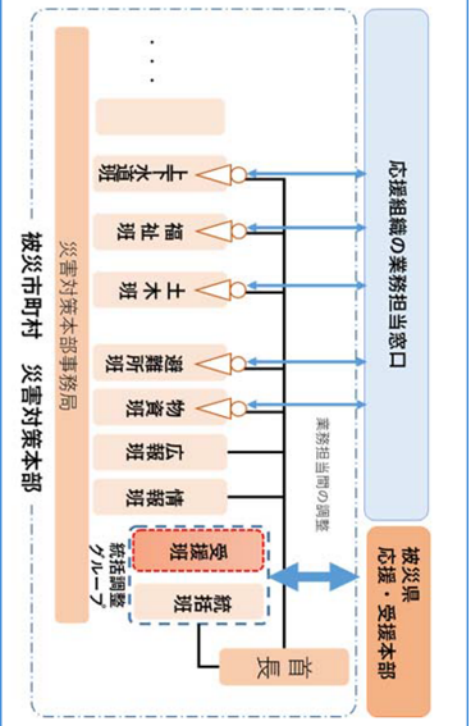 被災県
応援・受援本部
応援組織の業務担当窓口
業務担当間の調整
首長
統括班
受援班
統括調整
グループ
情報班
広報班
物資班
避難所班
土木班
福祉班
上下水道班
・・・
災害対策本部事務局
被災市町村 災害対策本部